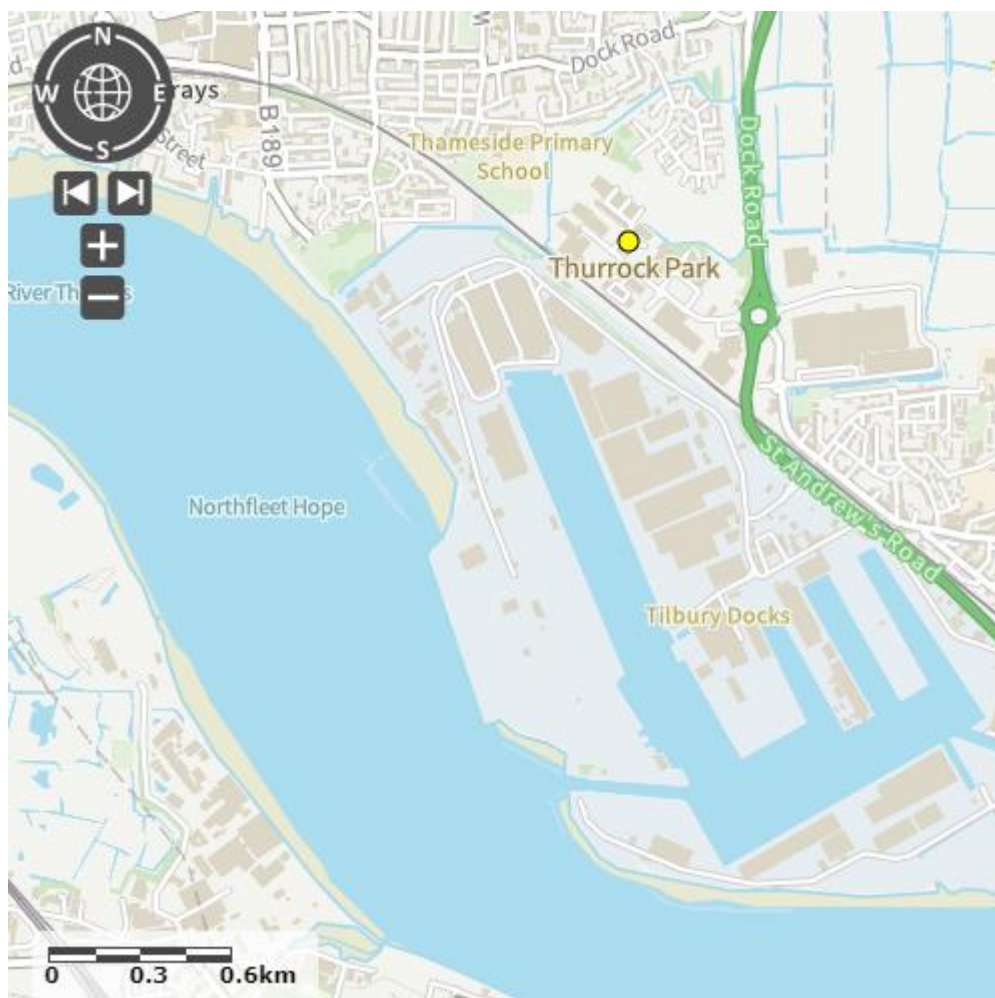 N
W
E
S
rays
Street
B189
Dock Road
Thameside Primary
School
Dock Road
Thurrock Park
River Th
s
Northfleet Hope
St Andrew's Road
Tilbury Docks
0
0.3
0.6km